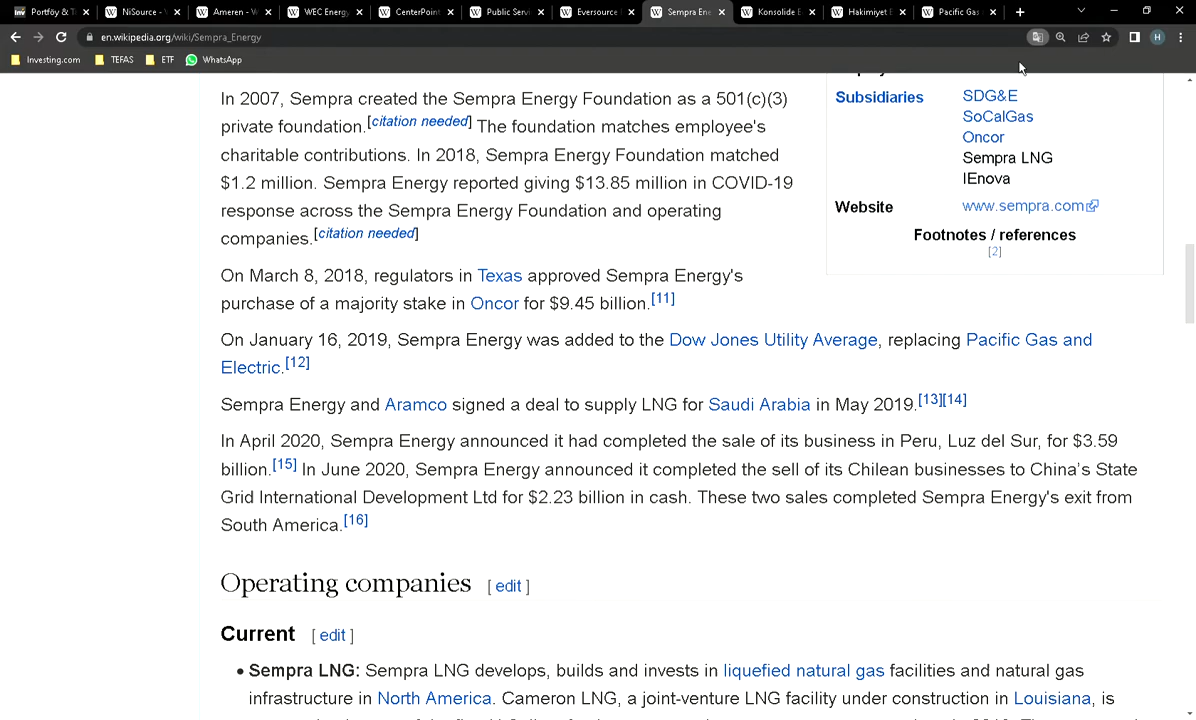 Portföy & T
NiSource -
Ameren - V
WEC Energy
CenterPoint
Public Servi
Eversource
Sempra Ene
Konsolide E
Hakimiyet E
Pacific Gas
en.wikipedia.org/wiki/Sempra_Energy
H
Investing.com TEFAS ETF WhatsApp
In 2007, Sempra created the Sempra Energy Foundation as a 501(c)(3)
private foundation.[citation needed] The foundation matches employee's
charitable contributions. In 2018, Sempra Energy Foundation matched
$1.2 million. Sempra Energy reported giving $13.85 million in COVID-19
response across the Sempra Energy Foundation and operating
companies.[citation needed]
Subsidiaries SDG&E
SoCalGas
Oncor
Sempra LNG
IEnova
Website www.sempra.com
Footnotes / references
[2]
On March 8, 2018, regulators in Texas approved Sempra Energy's
purchase of a majority stake in Oncor for $9.45 billion.[11]
On January 16, 2019, Sempra Energy was added to the Dow Jones Utility Average, replacing Pacific Gas and
Electric.[12]
Sempra Energy and Aramco signed a deal to supply LNG for Saudi Arabia in May 2019.[13][14]
In April 2020, Sempra Energy announced it had completed the sale of its business in Peru, Luz del Sur, for $3.59
billion.[15] In June 2020, Sempra Energy announced it completed the sell of its Chilean businesses to China's State
Grid International Development Ltd for $2.23 billion in cash. These two sales completed Sempra Energy's exit from
South America.[16]
Operating companies [ edit ]
Current [ edit ]
• Sempra LNG: Sempra LNG develops, builds and invests in liquefied natural gas facilities and natural gas
infrastructure in North America. Cameron LNG, a joint-venture LNG facility under construction in Louisiana, is